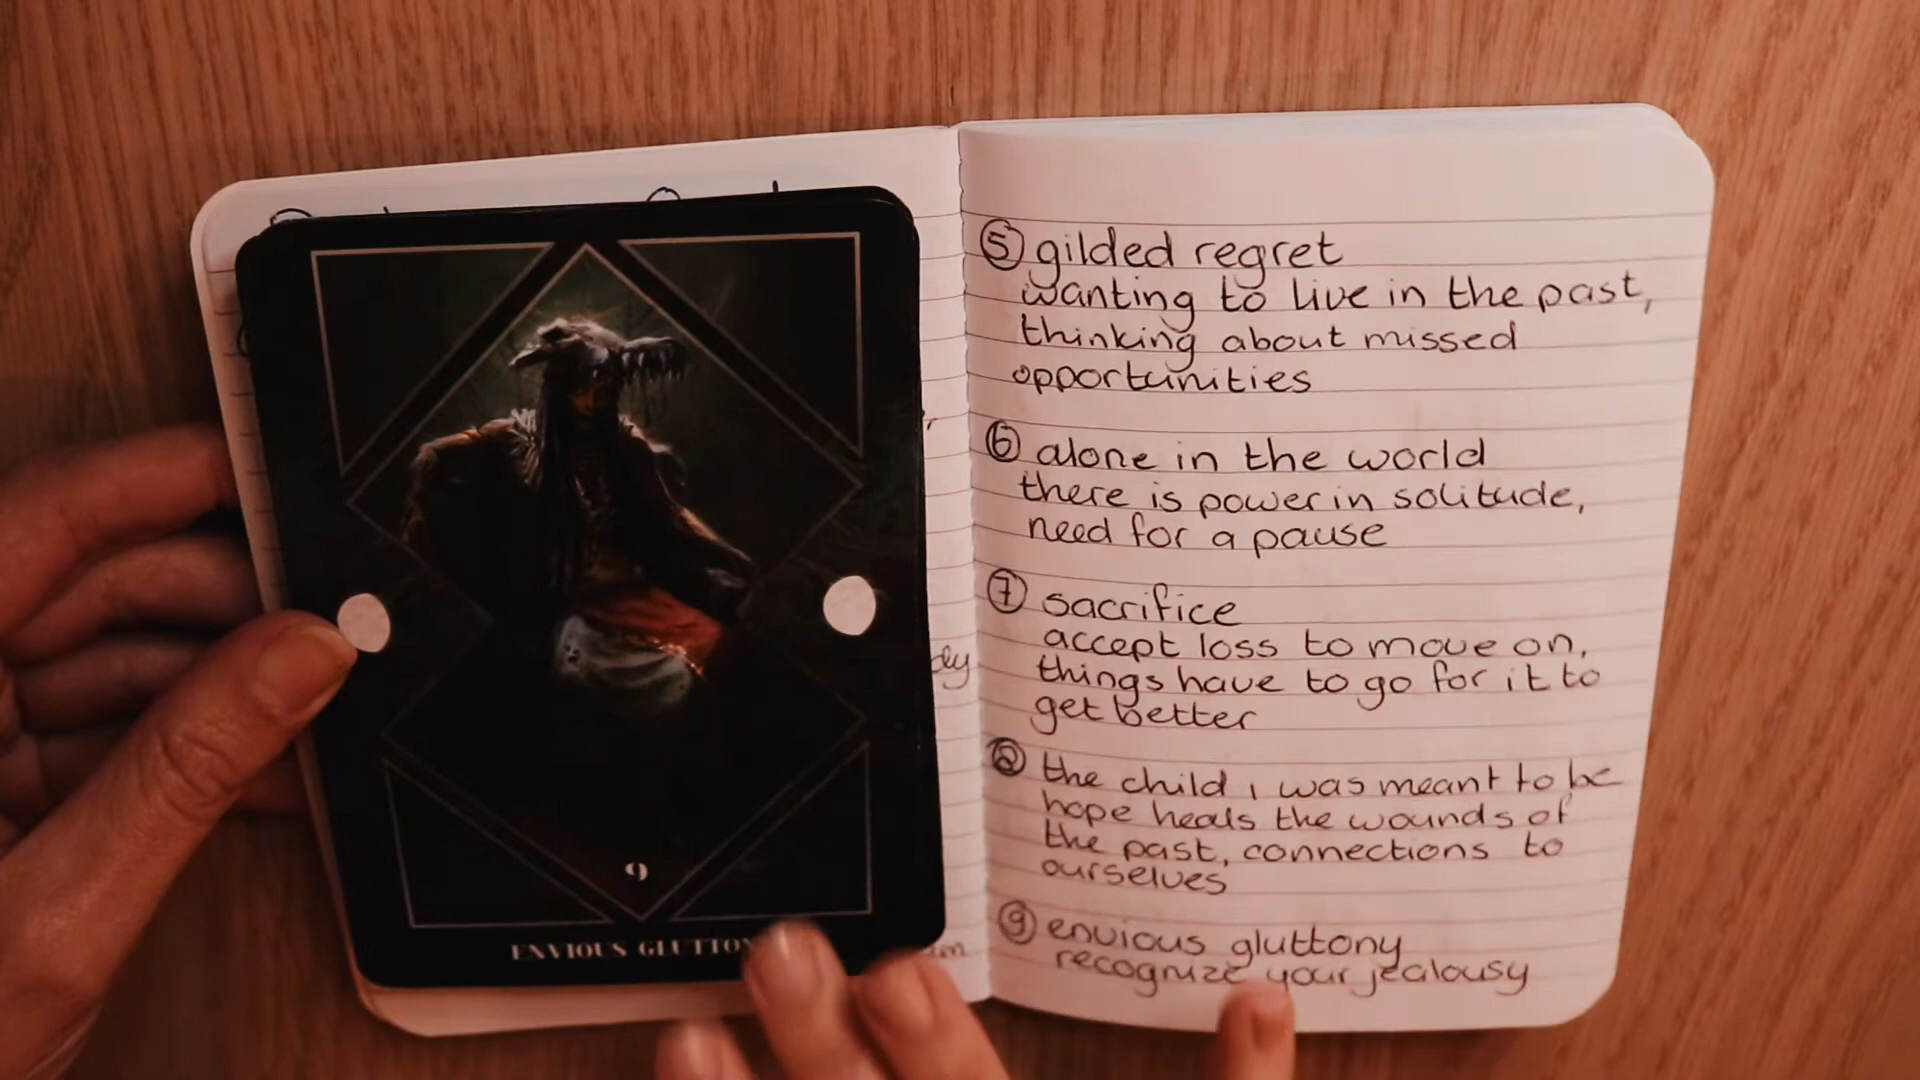 9
ENVIOUS GLUTTON
dy
⑤ gilded regret
wanting to live in the past,
thinking about missed
opportunities
⑥ alone in the world
there is power in solitude,
need for a pause
⑦ sacrifice
accept loss to move on,
things have to go for it to
get better
⑧ the child i was meant to be
hope heals the wounds of
the past, connections to
ourselves
⑨ envious gluttony
recognize your jealousy